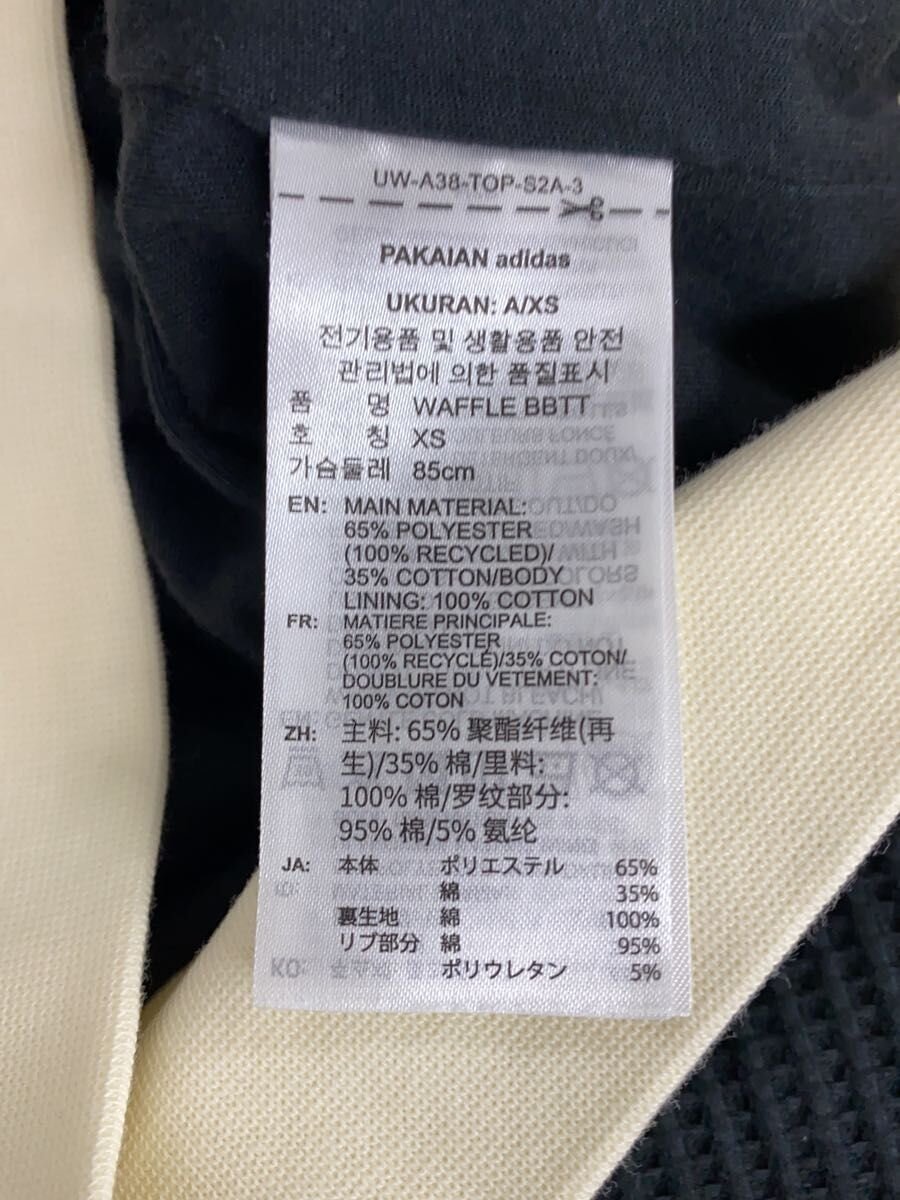 UW-A38-TOP-S2A-3
PAKAIAN adidas
UKURAN: A/XS
전기용품 및 생활용품 안전
관리법에 의한 품질표시
품 명 WAFFLE BBTT
호 칭 XS
가슴둘레 85cm
EN: MAIN MATERIAL:
65% POLYESTER
(100% RECYCLED)/
35% COTTON/BODY
LINING: 100% COTTON
FR: MATIERE PRINCIPALE:
65% POLYESTER
(100% RECYCLÉ)/35% COTON/
DOUBLURE DU VETEMENT:
100% COTON
ZH: 主料: 65% 聚酯纤维(再
生)/35% 棉/里料:
100% 棉/罗纹部分:
95% 棉/5% 氨纶
JA: 本体 ポリエステル 65%
綿 35%
裏生地 綿 100%
リブ部分 綿 95%
ポリウレタン 5%